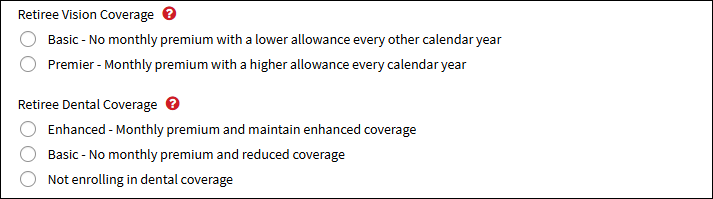 Retiree Vision Coverage ?
Basic - No monthly premium with a lower allowance every other calendar year
Premier - Monthly premium with a higher allowance every calendar year
Retiree Dental Coverage ?
Enhanced - Monthly premium and maintain enhanced coverage
Basic - No monthly premium and reduced coverage
Not enrolling in dental coverage